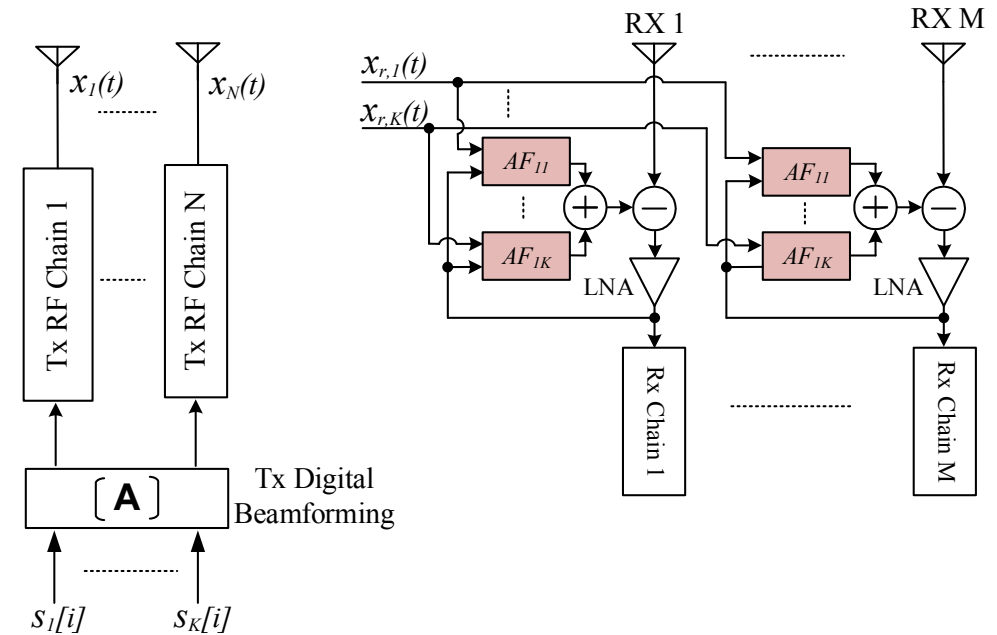 x1(t)
xN(t)
Tx RF Chain 1
Tx RF Chain N
[A]
Tx Digital
Beamforming
s1[i]
sK[i]
RX 1
RX M
xr,1(t)
xr,K(t)
AF11
AF1K
+
−
LNA
Rx Chain 1
AF11
AF1K
+
−
LNA
Rx Chain M